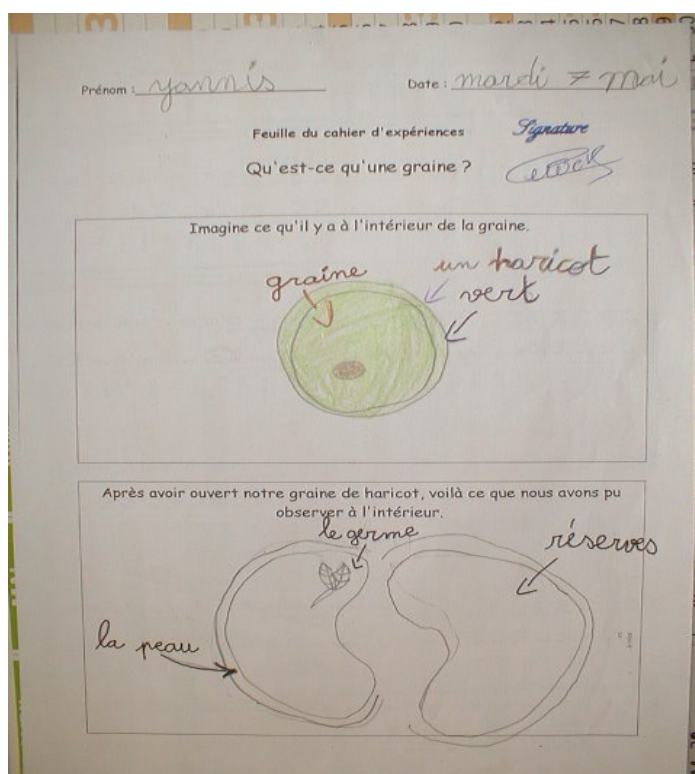 Prénom : yannis Date : mardi 7 mai
Feuille du cahier d'expériences Signature
Qu'est-ce qu'une graine ?
Imagine ce qu'il y a à l'intérieur de la graine.
graine un haricot
vert
Après avoir ouvert notre graine de haricot, voilà ce que nous avons pu
observer à l'intérieur.
le germe réserves
la peau